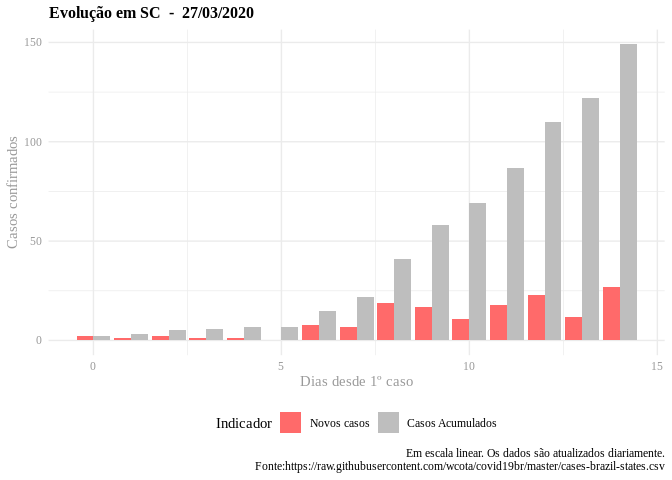 Evolução em SC - 27/03/2020
150
100
50
0
Casos confirmados
0 5 10 15
Dias desde 1º caso
Indicador Novos casos Casos Acumulados
Em escala linear. Os dados são atualizados diariamente.
Fonte:https://raw.githubusercontent.com/wcota/covid19br/master/cases-brazil-states.csv